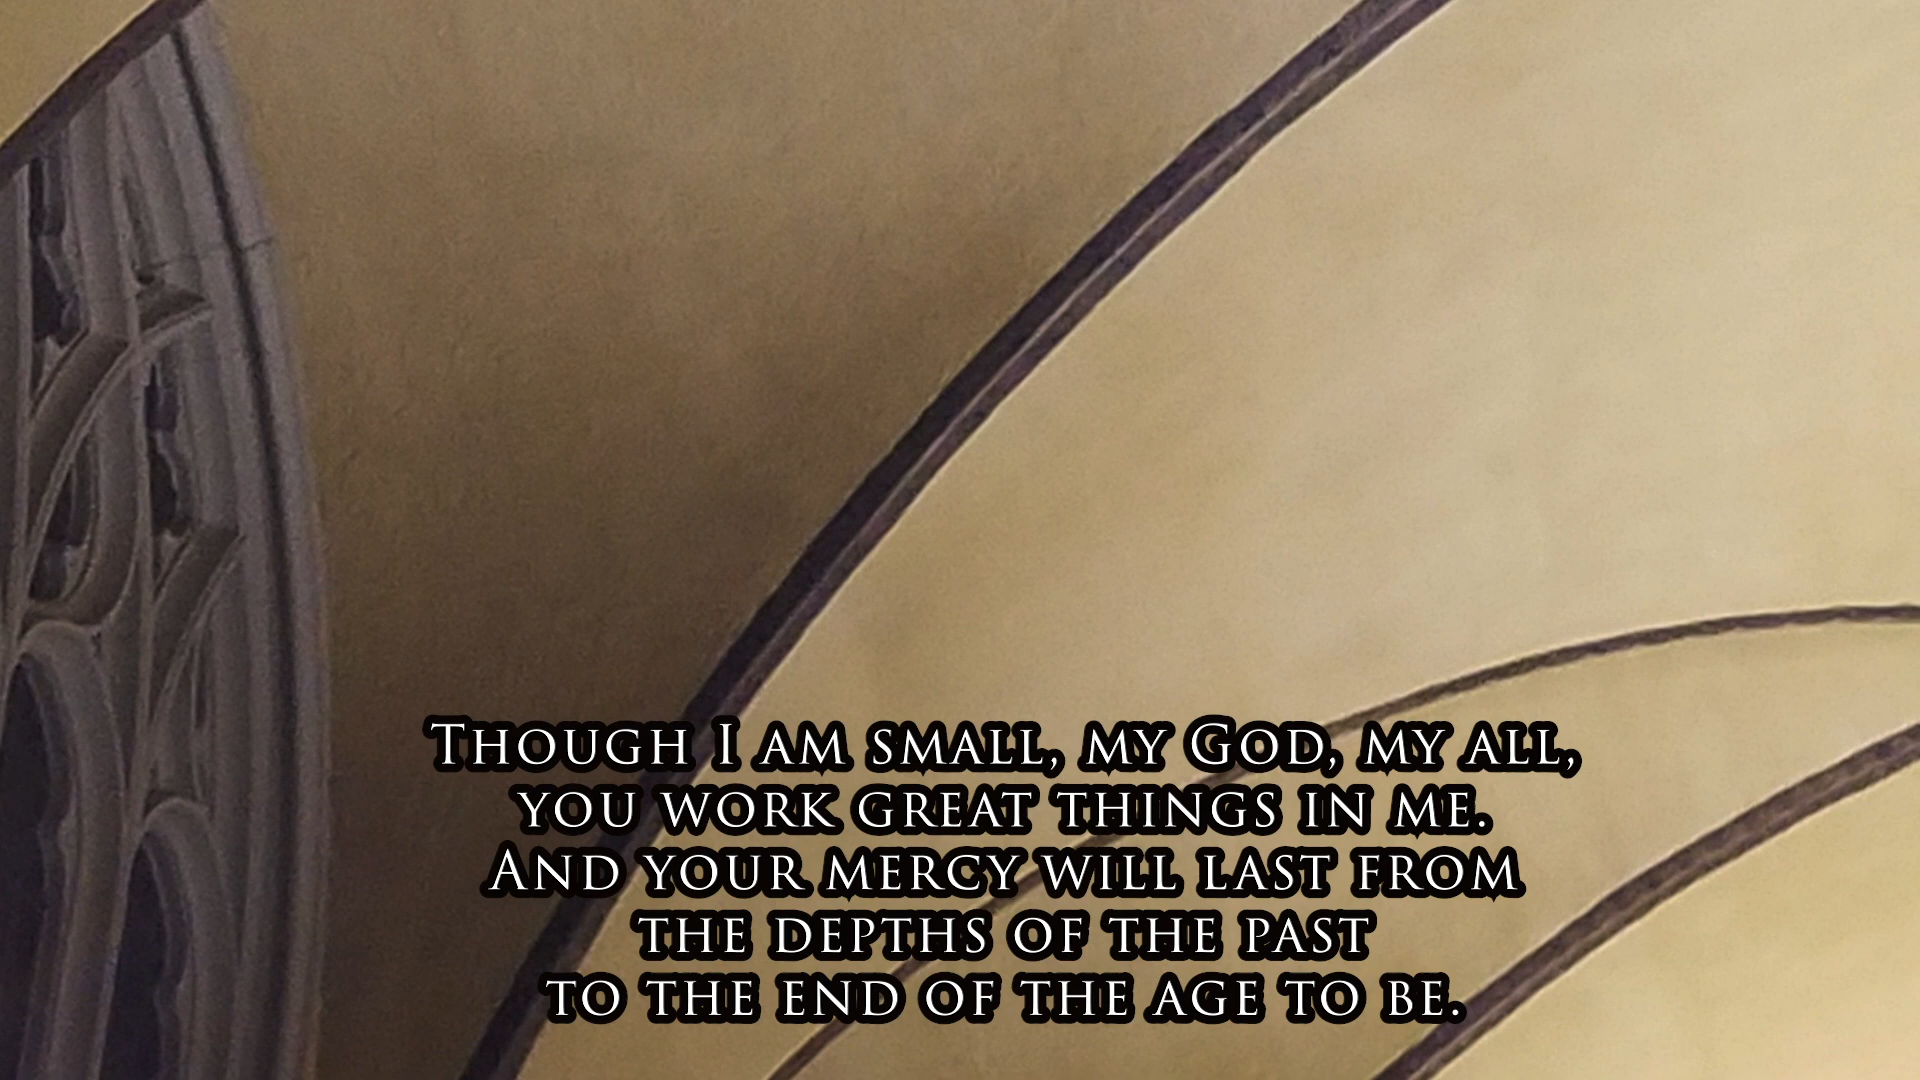 Though I am small, my God, my all,
you work great things in me.
And your mercy will last from
the depths of the past
to the end of the age to be.